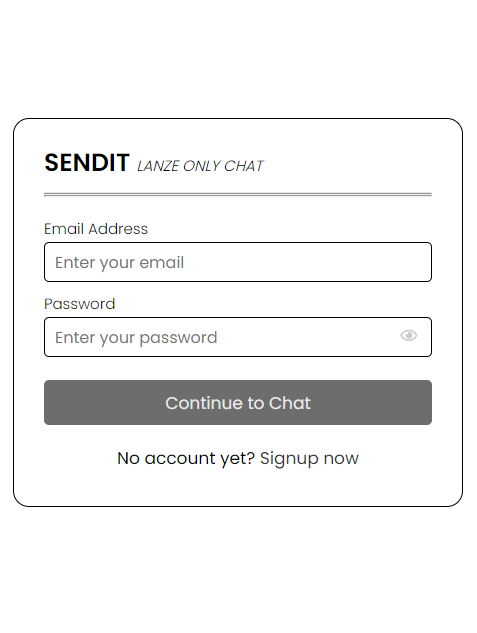 SENDIT LANZE ONLY CHAT
Email Address
Enter your email
Password
Enter your password
Continue to Chat
No account yet? Signup now